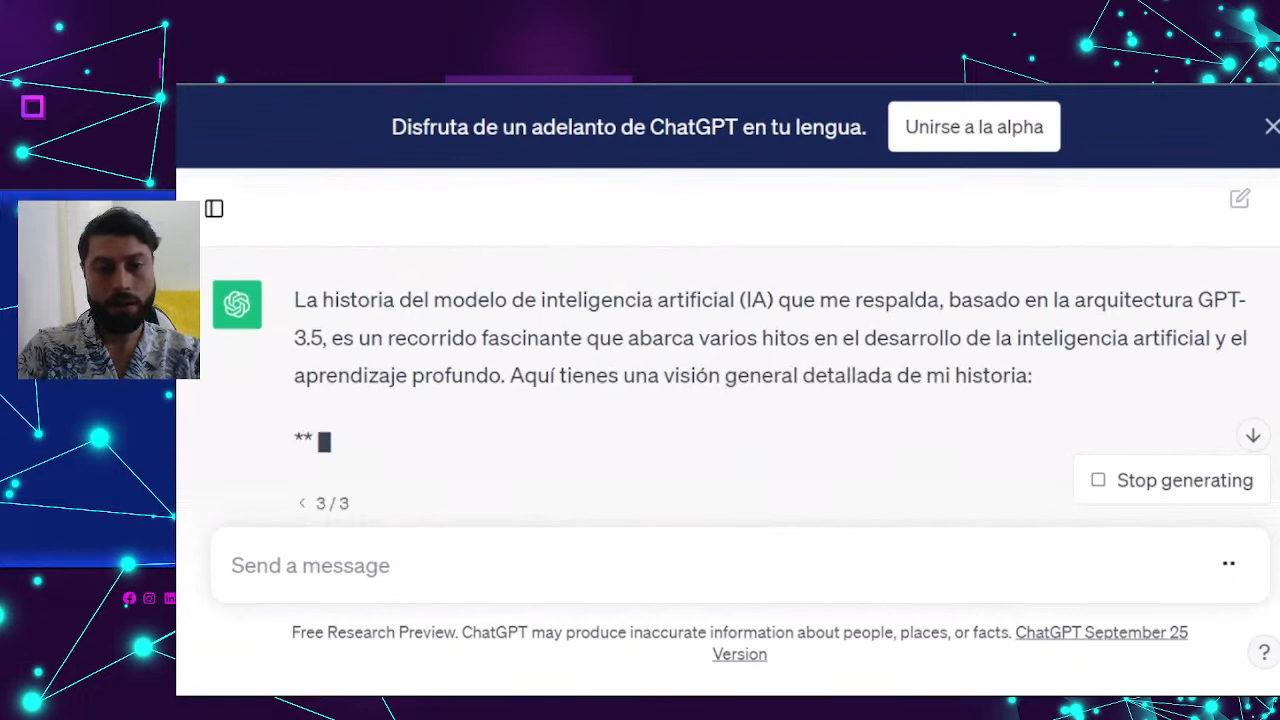 Disfruta de un adelanto de ChatGPT en tu lengua.
Unirse a la alpha
La historia del modelo de inteligencia artificial (IA) que me respalda, basado en la arquitectura GPT-
3.5, es un recorrido fascinante que abarca varios hitos en el desarrollo de la inteligencia artificial y el
aprendizaje profundo. Aquí tienes una visión general detallada de mi historia:
**
Stop generating
< 3 / 3
Send a message
Free Research Preview. ChatGPT may produce inaccurate information about people, places, or facts. ChatGPT September 25
Version
?